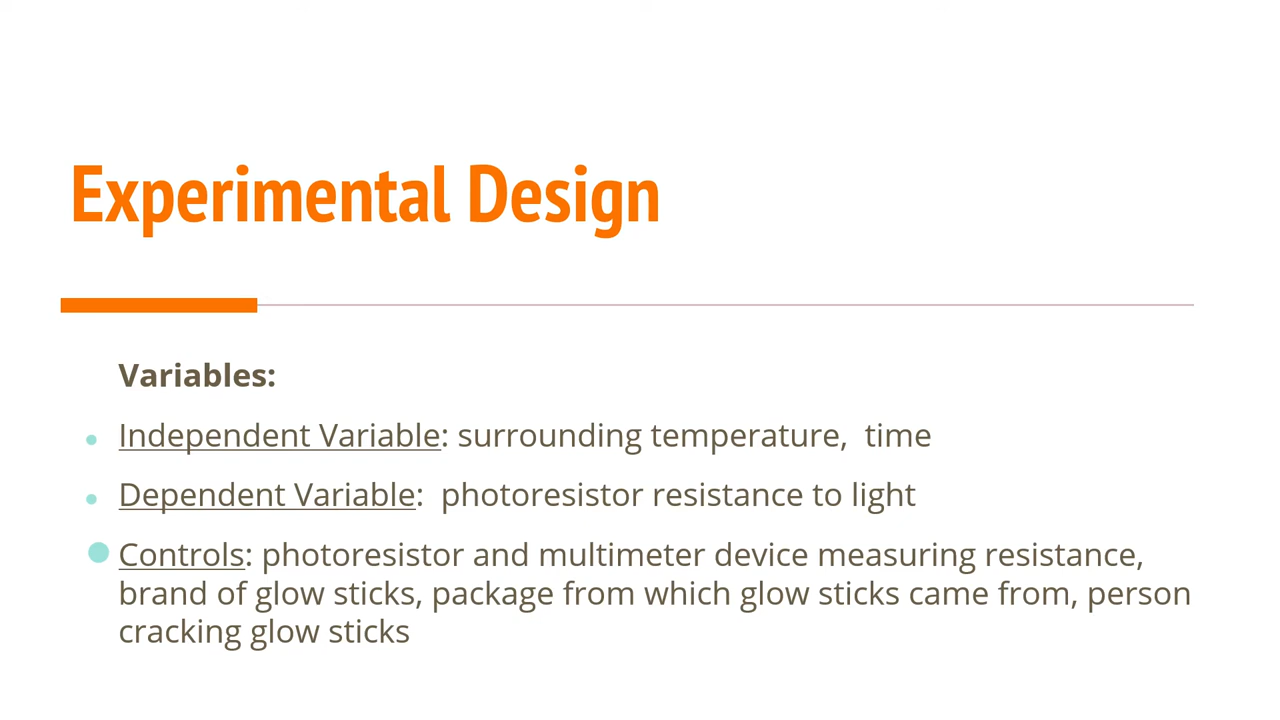 Experimental Design
Variables:
Independent Variable: surrounding temperature,  time
Dependent Variable:  photoresistor resistance to light
Controls: photoresistor and multimeter device measuring resistance,
brand of glow sticks, package from which glow sticks came from, person
cracking glow sticks